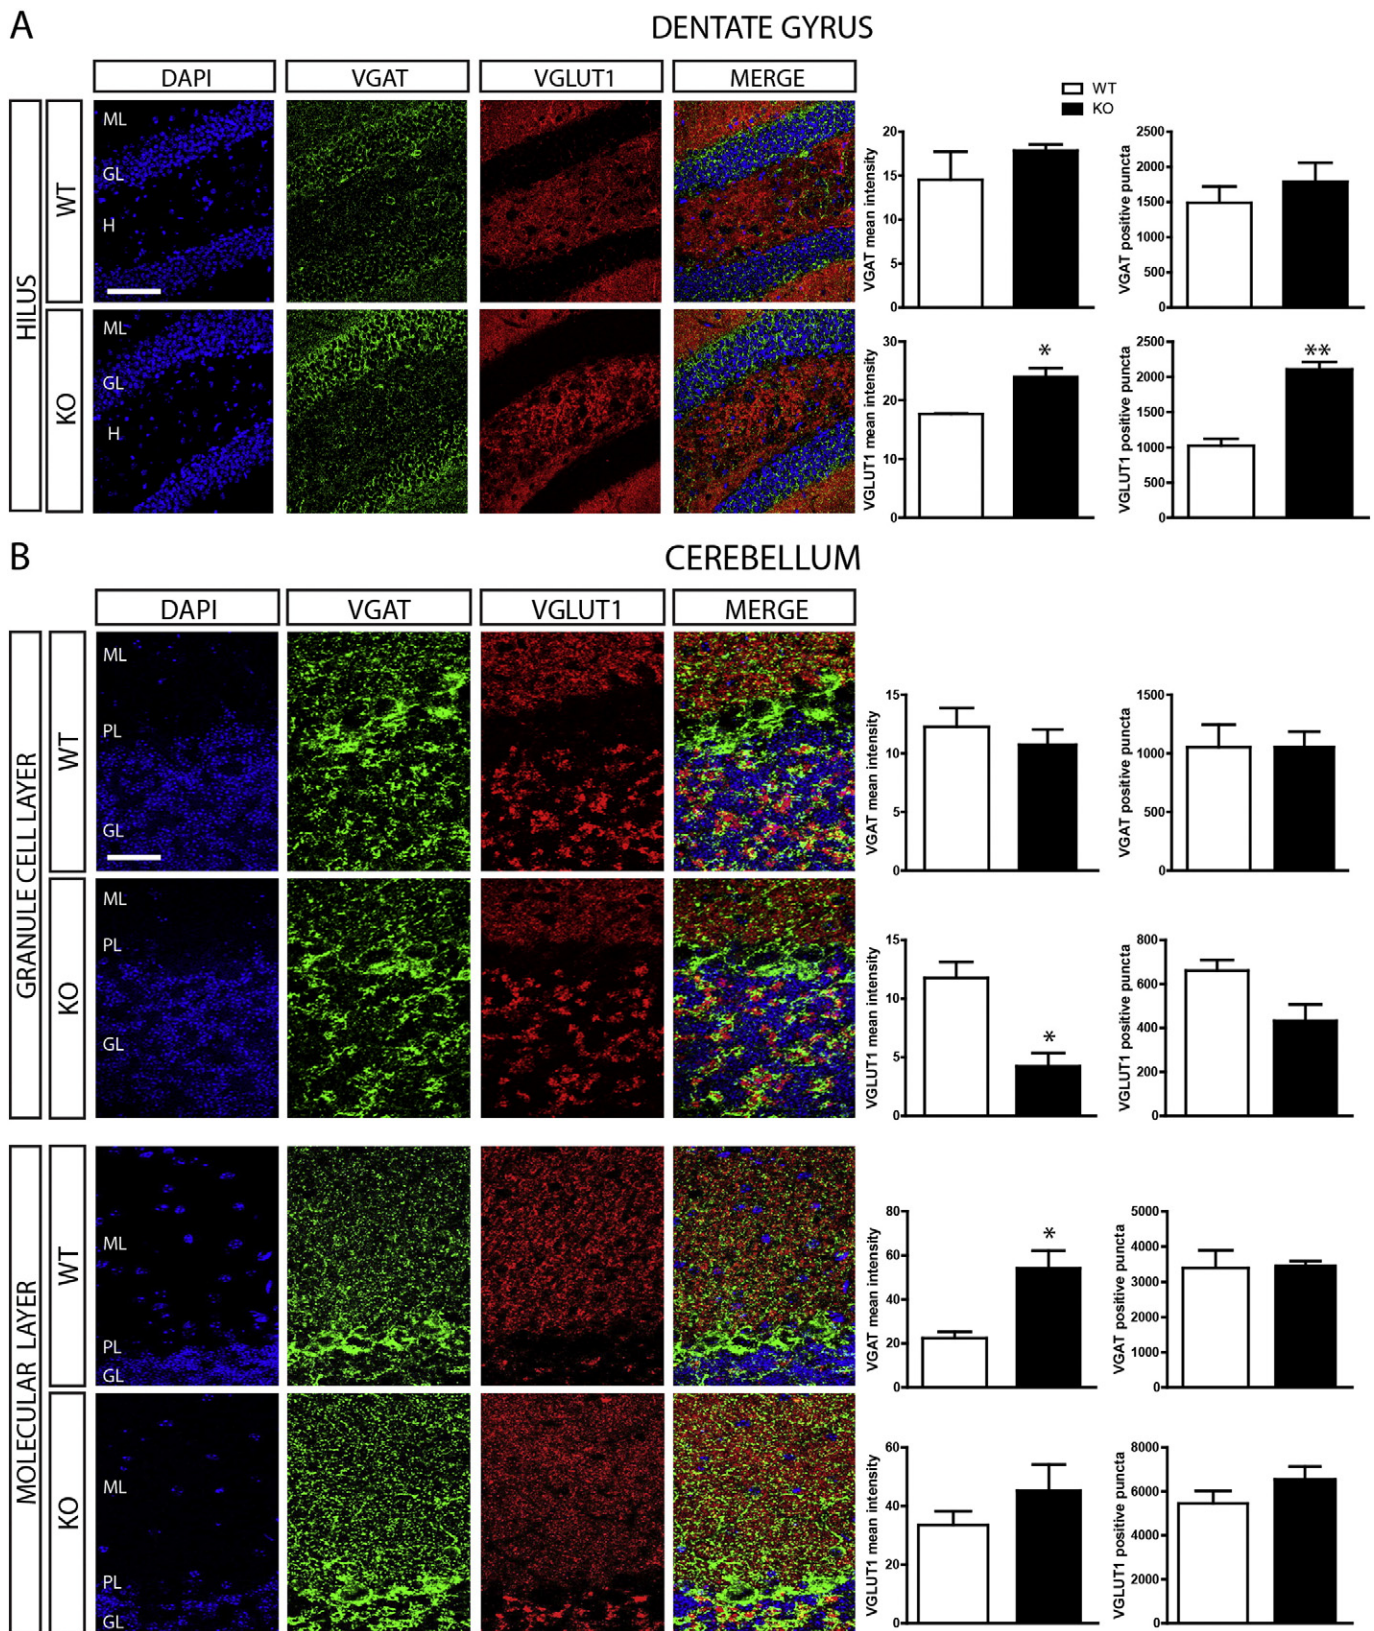 A
DENTATE GYRUS
DAPI
VGAT
VGLUT1
MERGE
WT
KO
HILUS
WT
ML
GL
H
KO
ML
GL
H
VGAT mean intensity
20
15
10
5
0
VGAT positive puncta
2500
2000
1500
1000
500
0
VGLUT1 mean intensity
30
20
10
0
*
VGLUT1 positive puncta
2500
2000
1500
1000
500
0
**
B
CEREBELLUM
DAPI
VGAT
VGLUT1
MERGE
GRANULE CELL LAYER
WT
ML
PL
GL
KO
ML
PL
GL
VGAT mean intensity
15
10
5
0
VGAT positive puncta
1500
1000
500
0
VGLUT1 mean intensity
15
10
5
0
*
VGLUT1 positive puncta
800
600
400
200
0
MOLECULAR LAYER
WT
ML
PL
GL
KO
ML
PL
GL
VGAT mean intensity
80
60
40
20
0
*
VGAT positive puncta
5000
4000
3000
2000
1000
0
VGLUT1 mean intensity
60
40
20
0
VGLUT1 positive puncta
8000
6000
4000
2000
0